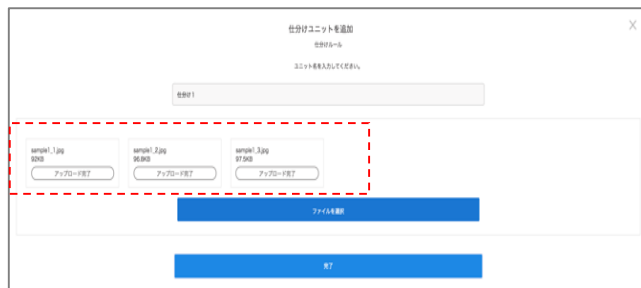 仕分けユニットを追加
X
仕分けルール
ユニット名を入力してください。
仕分け1
sample1_1.jpg
92KB
アップロード完了
sample1_2.jpg
96.8KB
アップロード完了
sample1_3.jpg
97.5KB
アップロード完了
ファイルを選択
完了